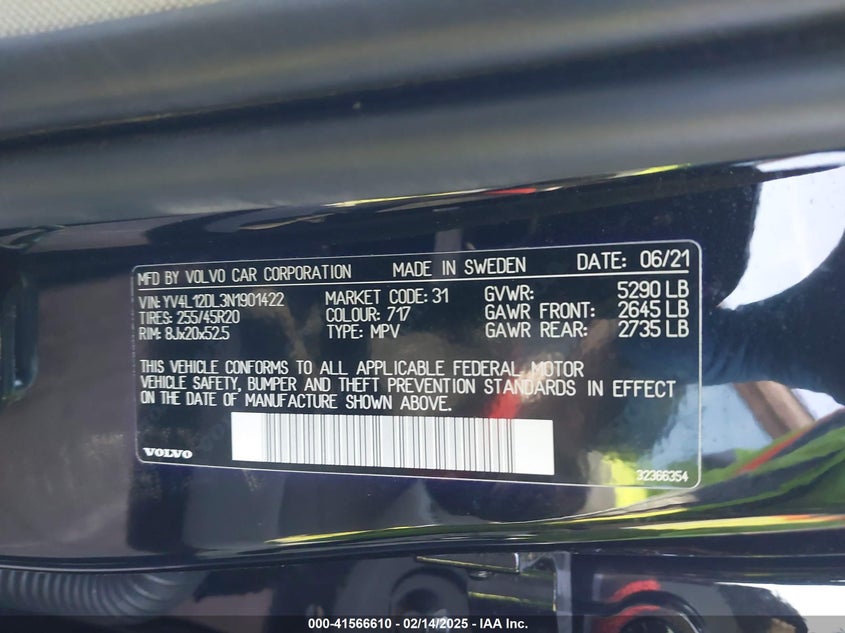 MFD BY VOLVO CAR CORPORATION MADE IN SWEDEN DATE: 06/21
VIN: YV4L12DL3N1901422 MARKET CODE: 31 GVWR: 5290 LB
TIRES: 255/45R20 COLOUR: 717 GAWR FRONT: 2645 LB
RIM: 8Jx20x52.5 TYPE: MPV GAWR REAR: 2735 LB
THIS VEHICLE CONFORMS TO ALL APPLICABLE FEDERAL MOTOR
VEHICLE SAFETY, BUMPER AND THEFT PREVENTION STANDARDS IN EFFECT
ON THE DATE OF MANUFACTURE SHOWN ABOVE.
VOLVO
32366354
000-41566610 - 02/14/2025 - IAA Inc.